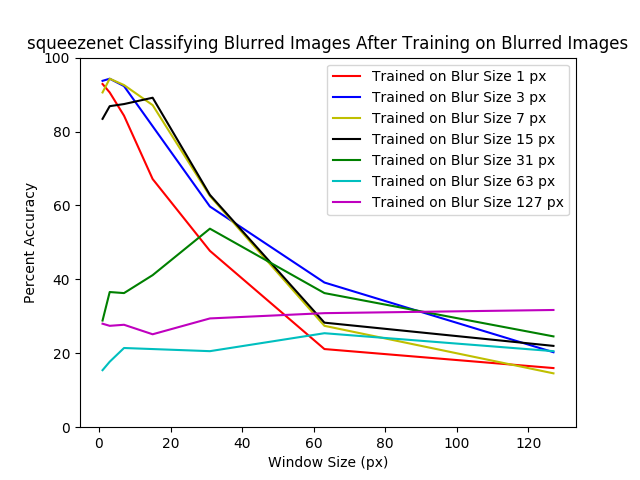 squeezenet Classifying Blurred Images After Training on Blurred Images
Percent Accuracy
100
80
60
40
20
0
Trained on Blur Size 1 px
Trained on Blur Size 3 px
Trained on Blur Size 7 px
Trained on Blur Size 15 px
Trained on Blur Size 31 px
Trained on Blur Size 63 px
Trained on Blur Size 127 px
0 20 40 60 80 100 120
Window Size (px)